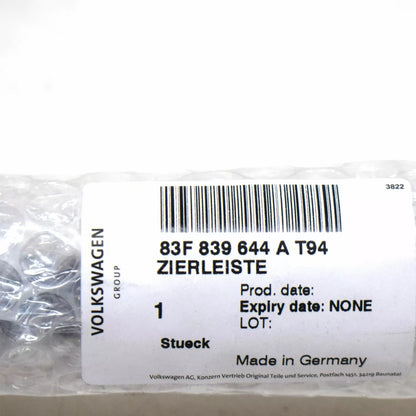 3822
83F 839 644 A T94
ZIERLEISTE
VOLKSWAGEN
GROUP
Prod. date:
1
Expiry date: NONE
LOT:
Stueck
Made in Germany
Volkswagen AG, Konzern Vertrieb Original Teile und Service, Postfach 1451, 34219 Baunatal